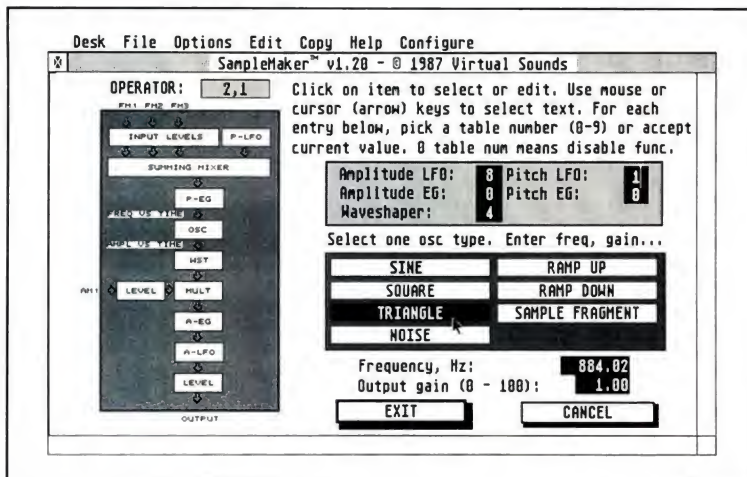 Desk File Options Edit Copy Help Configure
SampleMaker™ v1.20 - © 1987 Virtual Sounds
OPERATOR: 2,1
FM1 FM2 FM3
INPUT LEVELS
P-LFO
SUMMING MIXER
P-EG
FREQ VS TIME
OSC
AMPL VS TIME
WST
AM1
LEVEL
MULT
A-EG
A-LFO
LEVEL
OUTPUT
Click on item to select or edit. Use mouse or
cursor (arrow) keys to select text. For each
entry below, pick a table number (0-9) or accept
current value. 0 table num means disable func.
Amplitude LFO: 8 Pitch LFO: 1
Amplitude EG: 0 Pitch EG: 0
Waveshaper: 4
Select one osc type. Enter freq, gain...
SINE RAMP UP
SQUARE RAMP DOWN
TRIANGLE SAMPLE FRAGMENT
NOISE
Frequency, Hz: 884.02
Output gain (0 - 100): 1.00
EXIT CANCEL